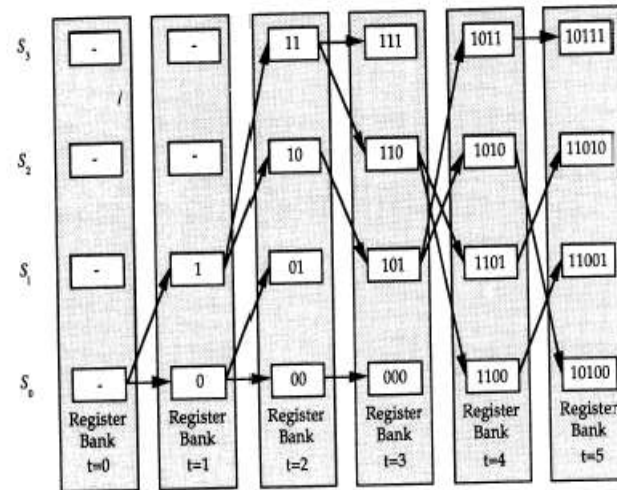 S₃ - - 11 111 1011 10111
S₂ - - 10 110 1010 11010
S₁ - 1 01 101 1101 11001
S₀ - 0 00 000 1100 10100
Register Register Register Register Register Register
Bank Bank Bank Bank Bank Bank
t=0 t=1 t=2 t=3 t=4 t=5